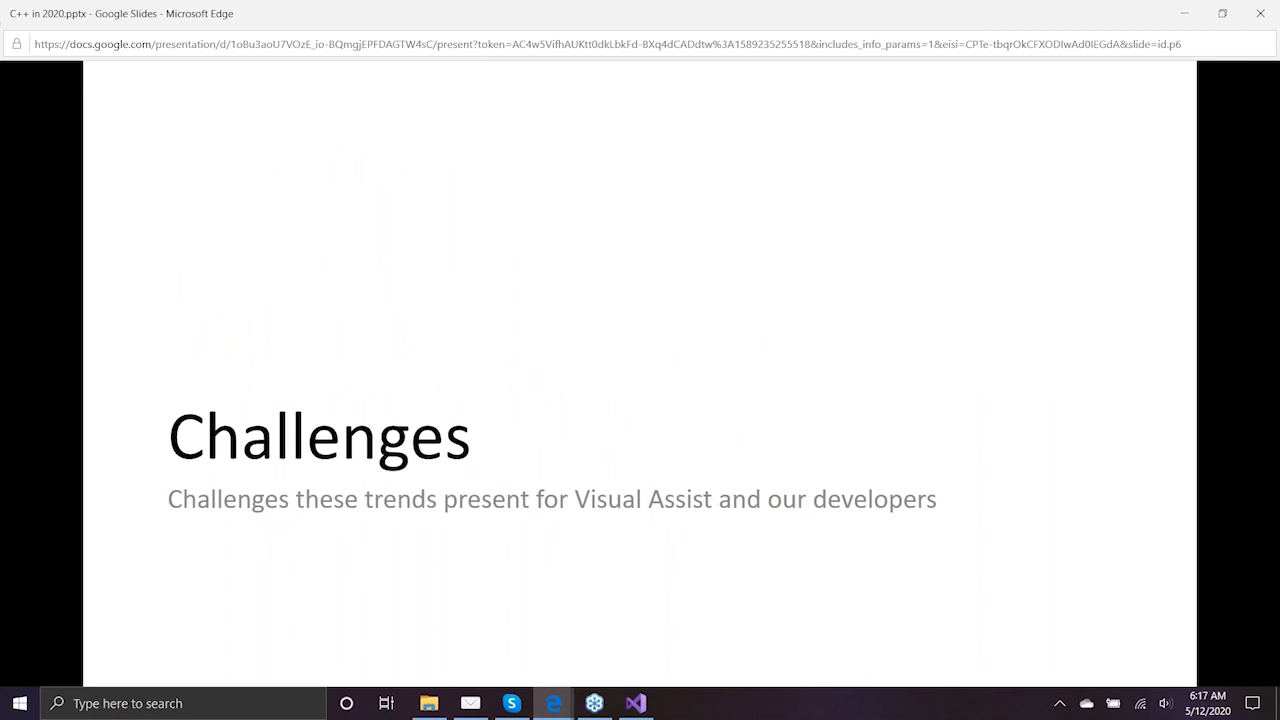 C++ in 2020.pptx - Google Slides - Microsoft Edge
https://docs.google.com/presentation/d/1oBu3aoU7VOzE_io-BQmgjEPFDAGTW4sC/present?token=AC4w5VifhAUKtt0dkLbkFd-BXq4dCADdtw%3A1589235255518&includes_info_params=1&eisi=CPTe-tbqrOkCFXODIwAd0IEGdA&slide=id.p6
Challenges
Challenges these trends present for Visual Assist and our developers
Type here to search
6:17 AM
5/12/2020